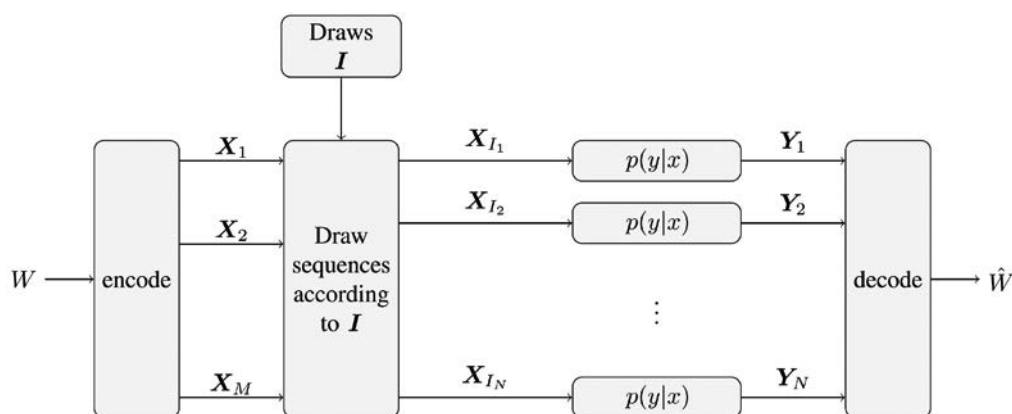 Draws
I
X_1
X_{I_1}
p(y|x)
Y_1
X_2
X_{I_2}
p(y|x)
Y_2
W
encode
Draw
sequences
according
to I
⋮
decode
Ŵ
X_M
X_{I_N}
p(y|x)
Y_N